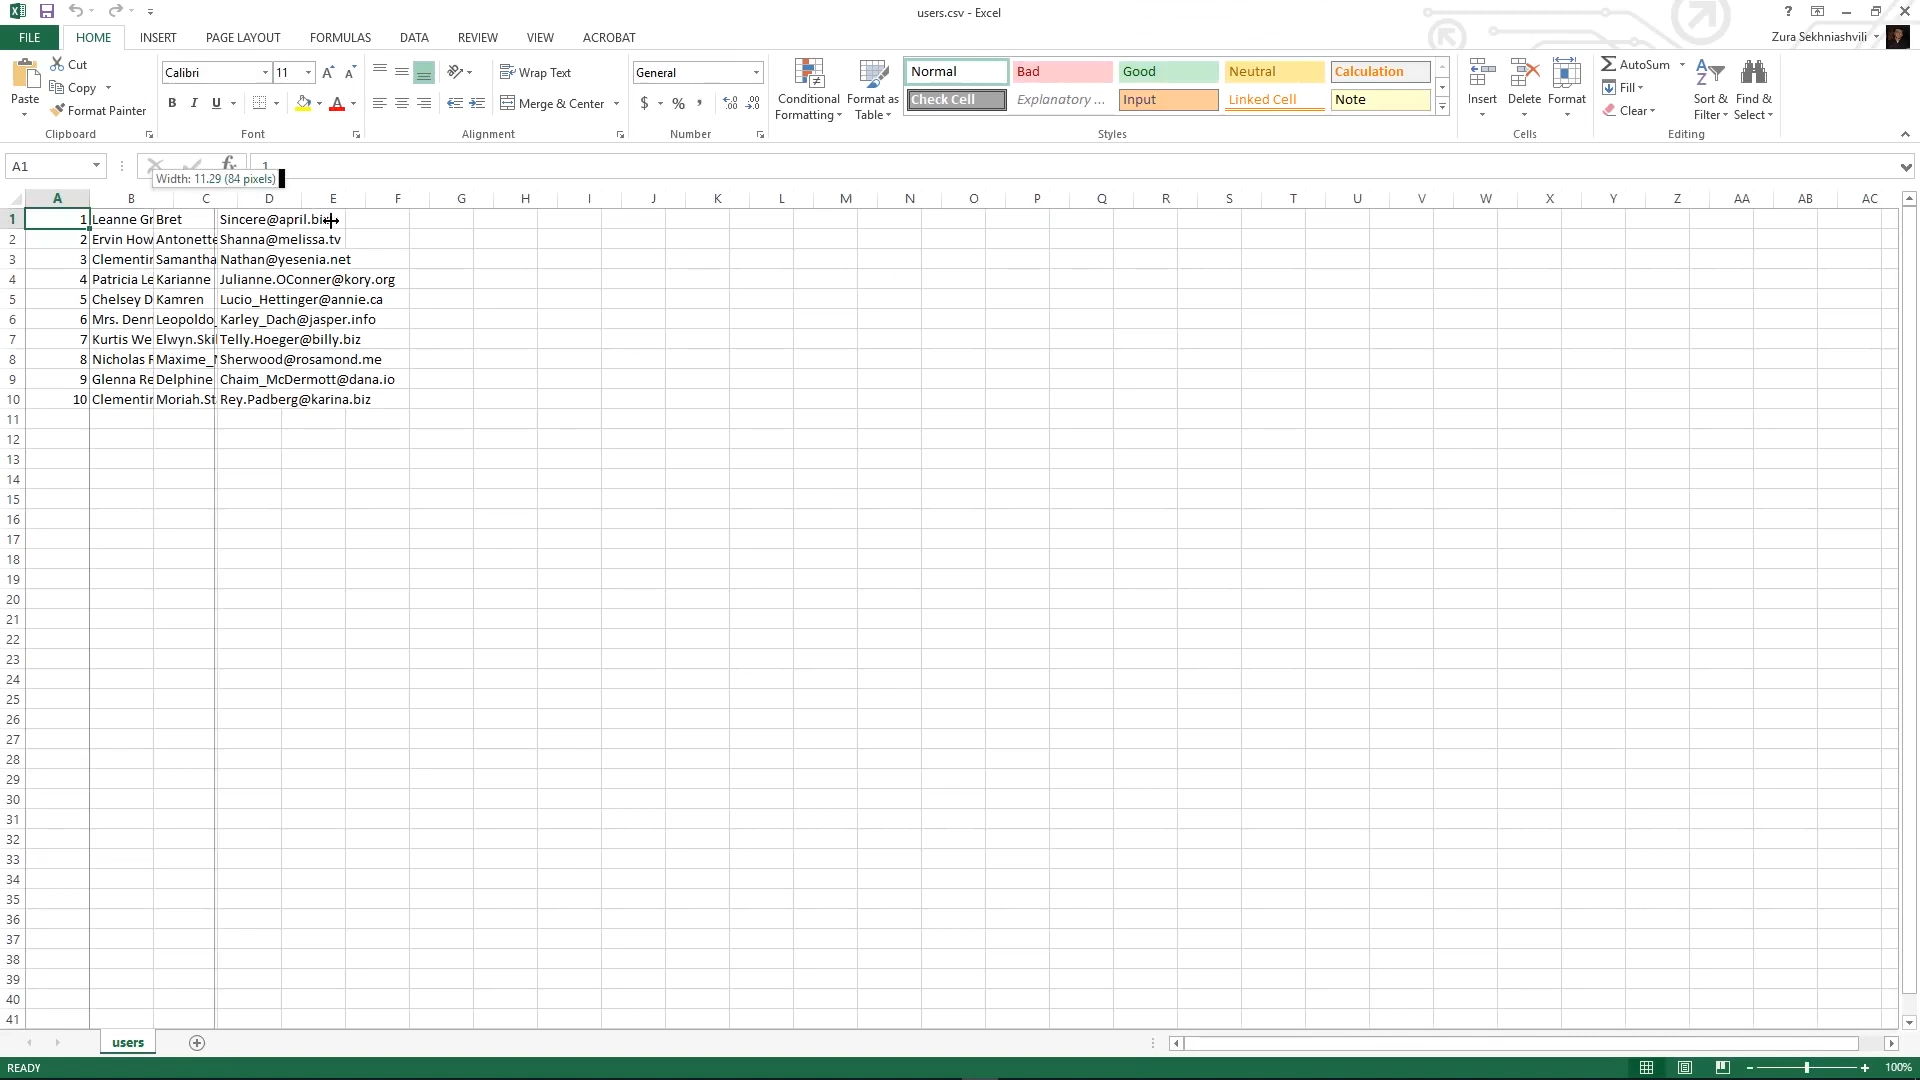 users.csv - Excel
FILE HOME INSERT PAGE LAYOUT FORMULAS DATA REVIEW VIEW ACROBAT
Zura Sekhniashvili
Paste
Cut
Copy
Format Painter
Clipboard
Calibri 11
Font
Wrap Text
Merge & Center
Alignment
General
$ % ,
Number
Conditional Formatting
Format as Table
Normal Bad Good Neutral Calculation
Check Cell Explanatory ... Input Linked Cell Note
Styles
Insert Delete Format
Cells
AutoSum
Fill
Clear
Sort & Filter
Find & Select
Editing
A1
1
Width: 11.29 (84 pixels)
A B C D E F G H I J K L M N O P Q R S T U V W X Y Z AA AB AC
1 1 Leanne Gr Bret Sincere@april.biz
2 2 Ervin How Antonette Shanna@melissa.tv
3 3 Clementin Samantha Nathan@yesenia.net
4 4 Patricia Le Karianne Julianne.OConner@kory.org
5 5 Chelsey D Kamren Lucio_Hettinger@annie.ca
6 6 Mrs. Denn Leopoldo_ Karley_Dach@jasper.info
7 7 Kurtis We Elwyn.Ski Telly.Hoeger@billy.biz
8 8 Nicholas R Maxime_N Sherwood@rosamond.me
9 9 Glenna Re Delphine Chaim_McDermott@dana.io
10 10 Clementin Moriah.St Rey.Padberg@karina.biz
11
12
13
14
15
16
17
18
19
20
21
22
23
24
25
26
27
28
29
30
31
32
33
34
35
36
37
38
39
40
41
users
READY
100%